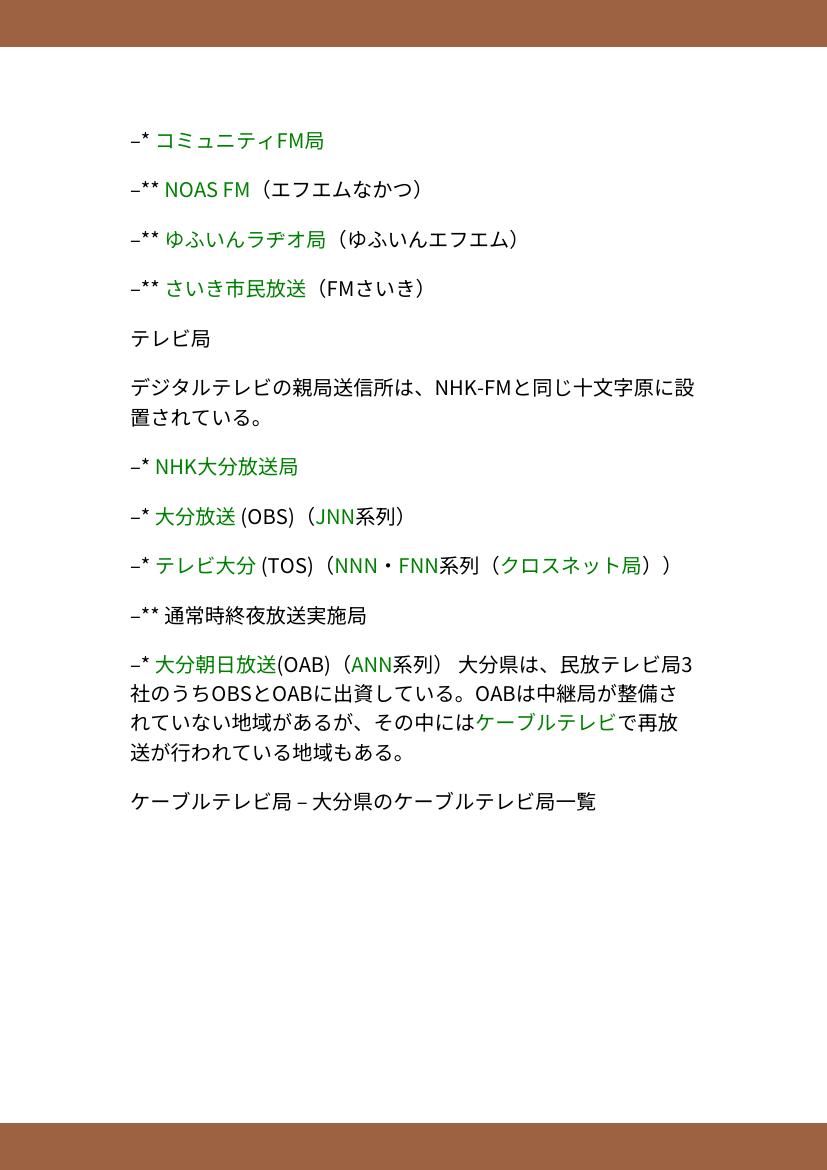 –* コミュニティFM局
–** NOAS FM（エフエムなかつ）
–** ゆふいんラヂオ局（ゆふいんエフエム）
–** さいき市民放送（FMさいき）
テレビ局
デジタルテレビの親局送信所は、NHK-FMと同じ十文字原に設
置されている。
–* NHK大分放送局
–* 大分放送 (OBS)（JNN系列）
–* テレビ大分 (TOS)（NNN・FNN系列（クロスネット局））
–** 通常時終夜放送実施局
–* 大分朝日放送(OAB)（ANN系列） 大分県は、民放テレビ局3
社のうちOBSとOABに出資している。OABは中継局が整備さ
れていない地域があるが、その中にはケーブルテレビで再放
送が行われている地域もある。
ケーブルテレビ局 – 大分県のケーブルテレビ局一覧